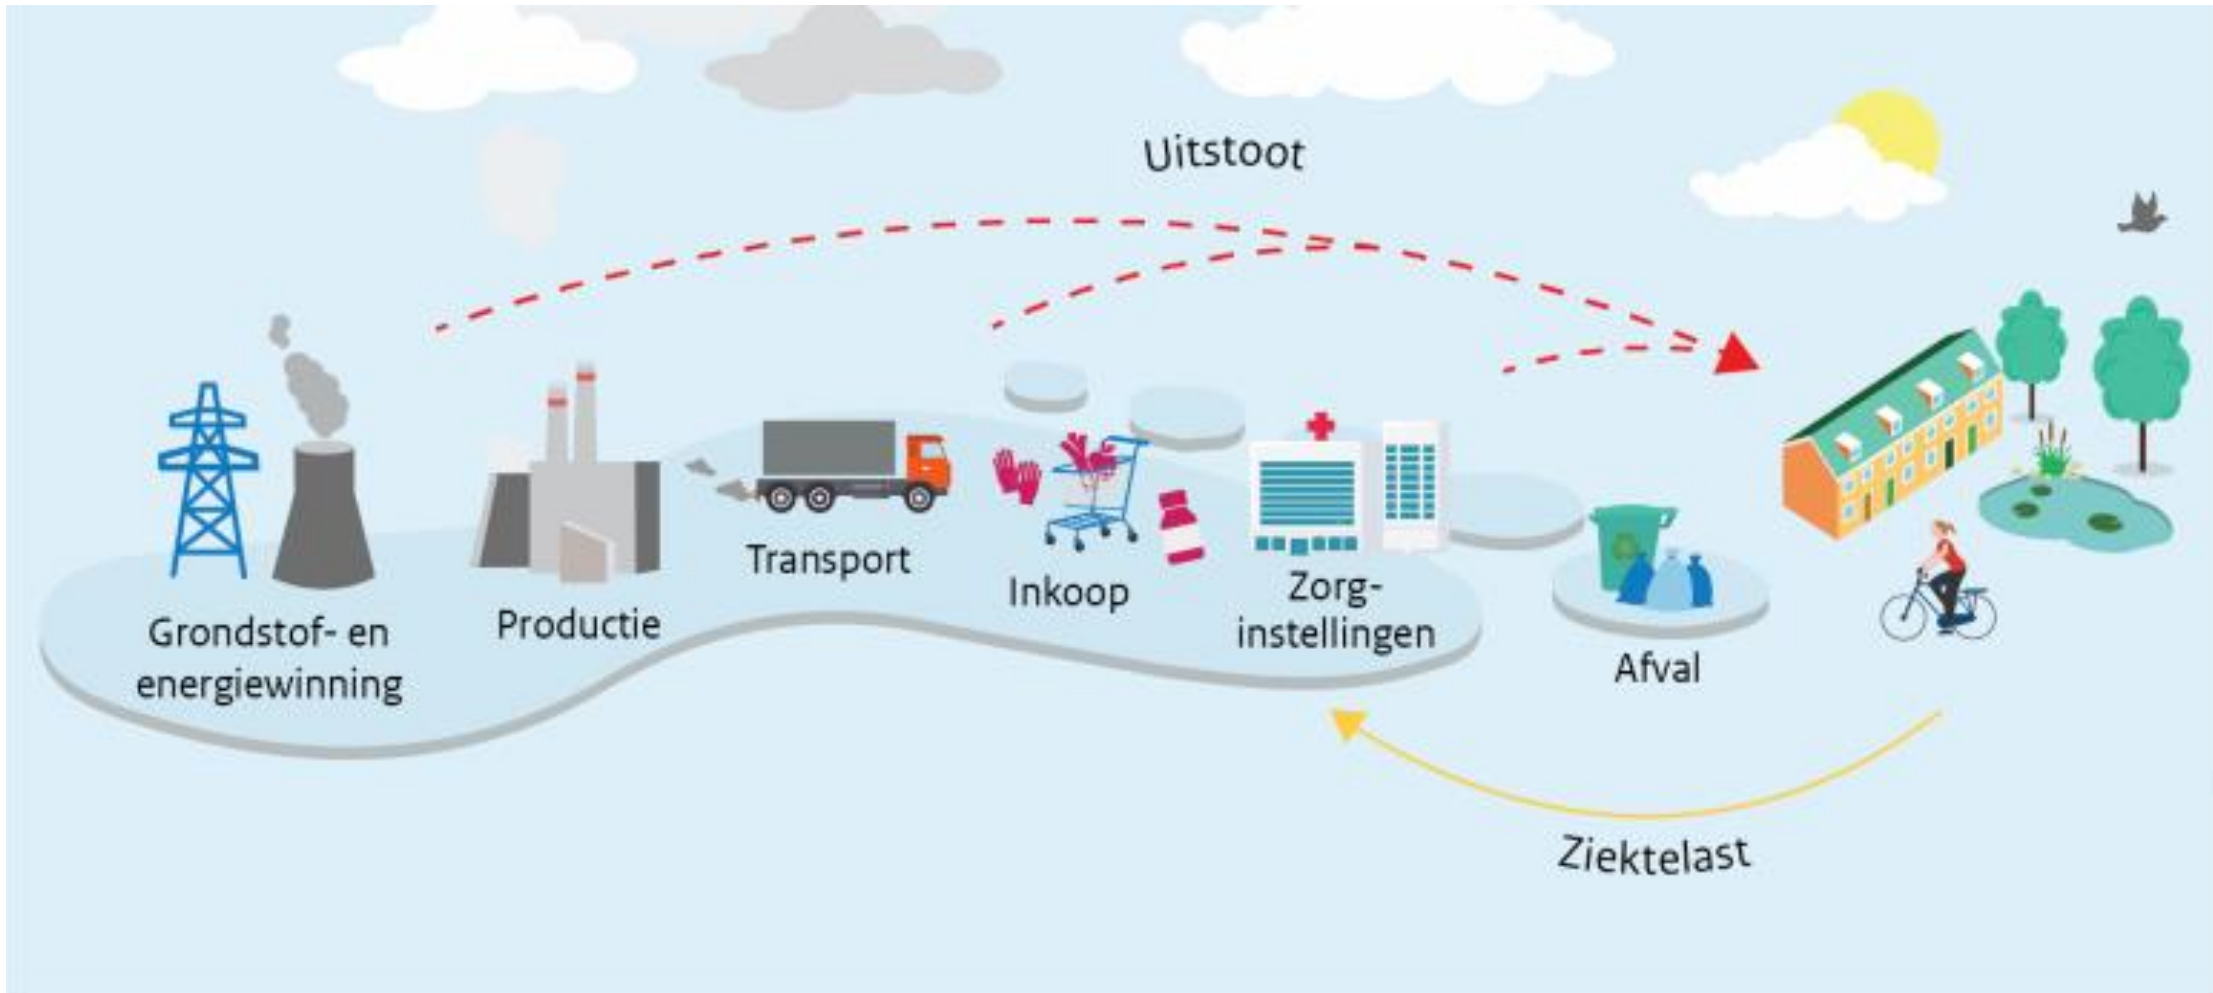 Uitstoot
Grondstof- en
energiewinning
Productie
Transport
Inkoop
Zorg-
instellingen
Afval
Ziektelast